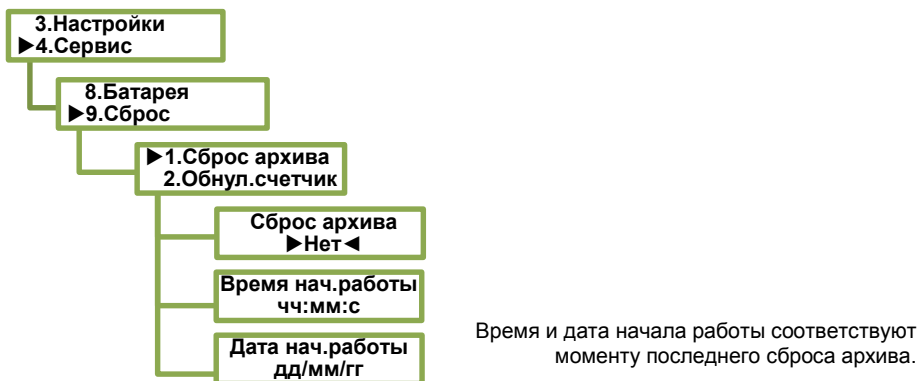 3.Настройки
▶4.Сервис
8.Батарея
▶9.Сброс
▶1.Сброс архива
2.Обнул.счетчик
Сброс архива
▶Нет◀
Время нач.работы
чч:мм:с
Дата нач.работы
дд/мм/гг
Время и дата начала работы соответствуют
моменту последнего сброса архива.